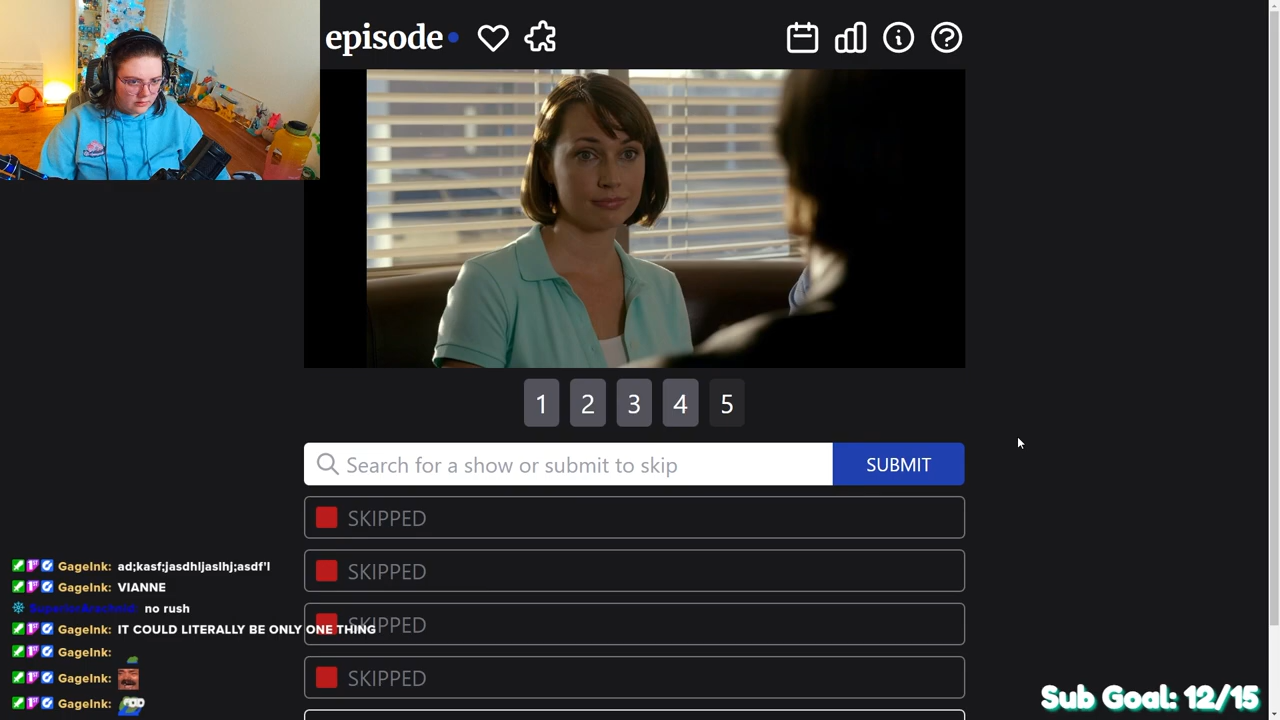 episode
1 2 3 4 5
Search for a show or submit to skip
SUBMIT
SKIPPED
SKIPPED
SKIPPED
SKIPPED
GageInk: ad;kasf;jasdhljaslhj;asdf'l
GageInk: VIANNE
no rush
GageInk: IT COULD LITERALLY BE ONLY ONE THING
GageInk:
GageInk:
GageInk:
Sub Goal: 12/15